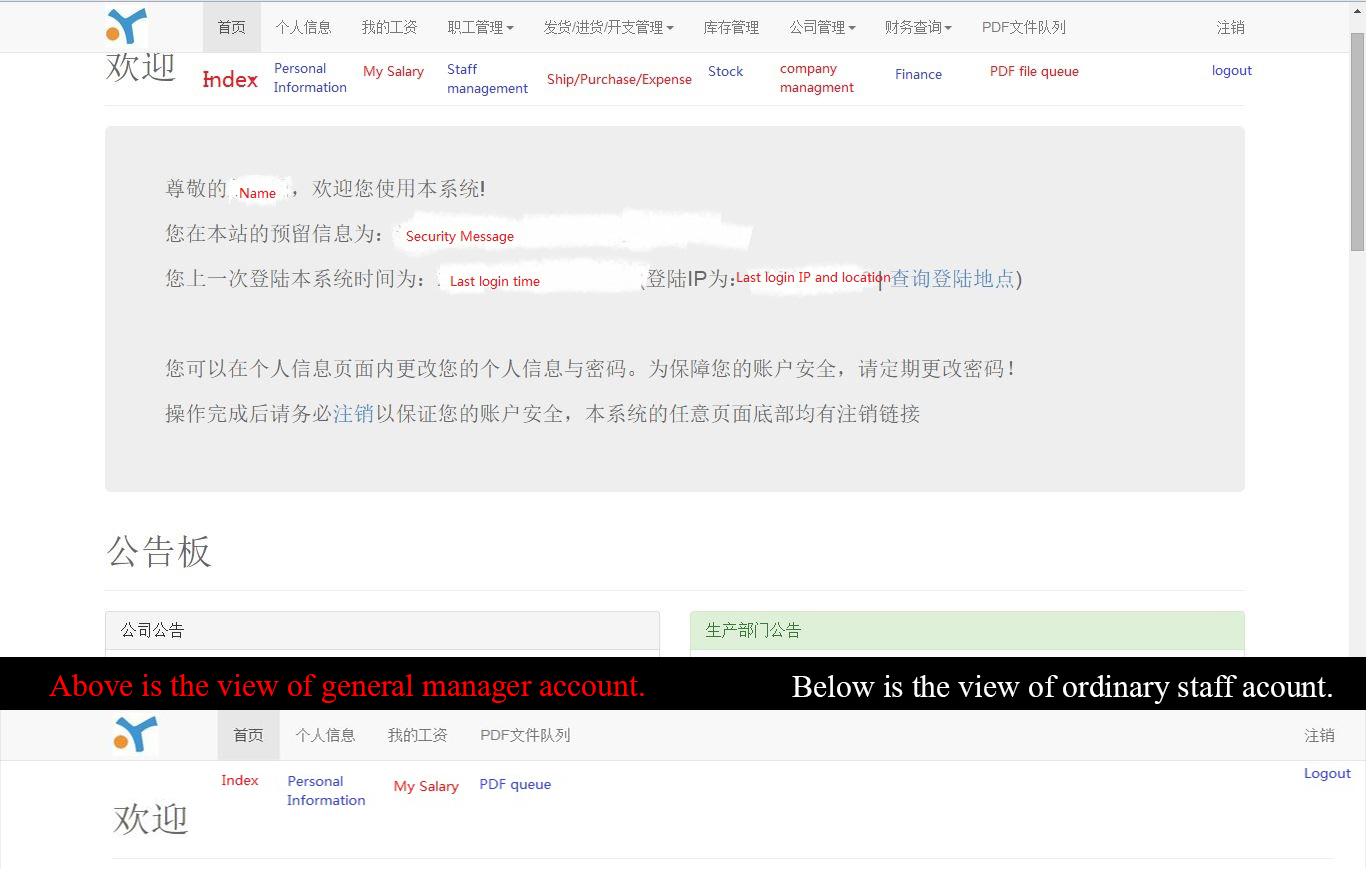 首页 个人信息 我的工资 职工管理 发货/进货/开支管理 库存管理 公司管理 财务查询 PDF文件队列 注销
欢迎
Index Personal Information My Salary Staff management Ship/Purchase/Expense Stock company managment Finance PDF file queue logout
尊敬的 Name ，欢迎您使用本系统!
您在本站的预留信息为： Security Message
您上一次登陆本系统时间为： Last login time (登陆IP为: Last login IP and location | 查询登陆地点)
您可以在个人信息页面内更改您的个人信息与密码。为保障您的账户安全，请定期更改密码！
操作完成后请务必注销以保证您的账户安全，本系统的任意页面底部均有注销链接
公告板
公司公告 生产部门公告
Above is the view of general manager account. Below is the view of ordinary staff acount.
首页 个人信息 我的工资 PDF文件队列 注销
Index Personal Information My Salary PDF queue Logout
欢迎